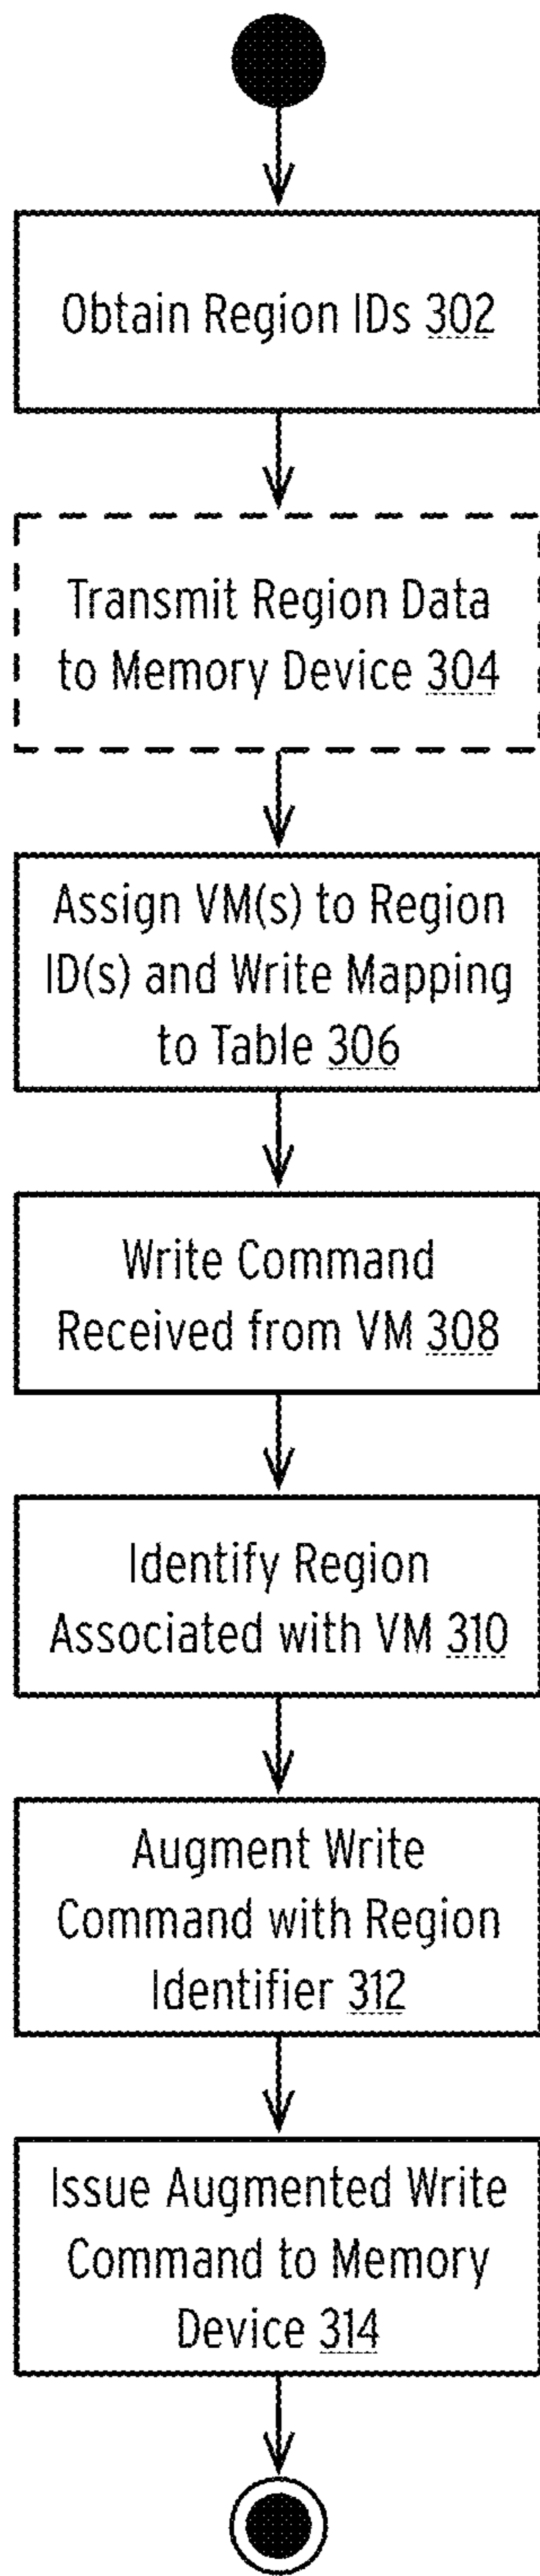 Obtain Region IDs 302
Transmit Region Data
to Memory Device 304
Assign VM(s) to Region
ID(s) and Write Mapping
to Table 306
Write Command
Received from VM 308
Identify Region
Associated with VM 310
Augment Write
Command with Region
Identifier 312
Issue Augmented Write
Command to Memory
Device 314